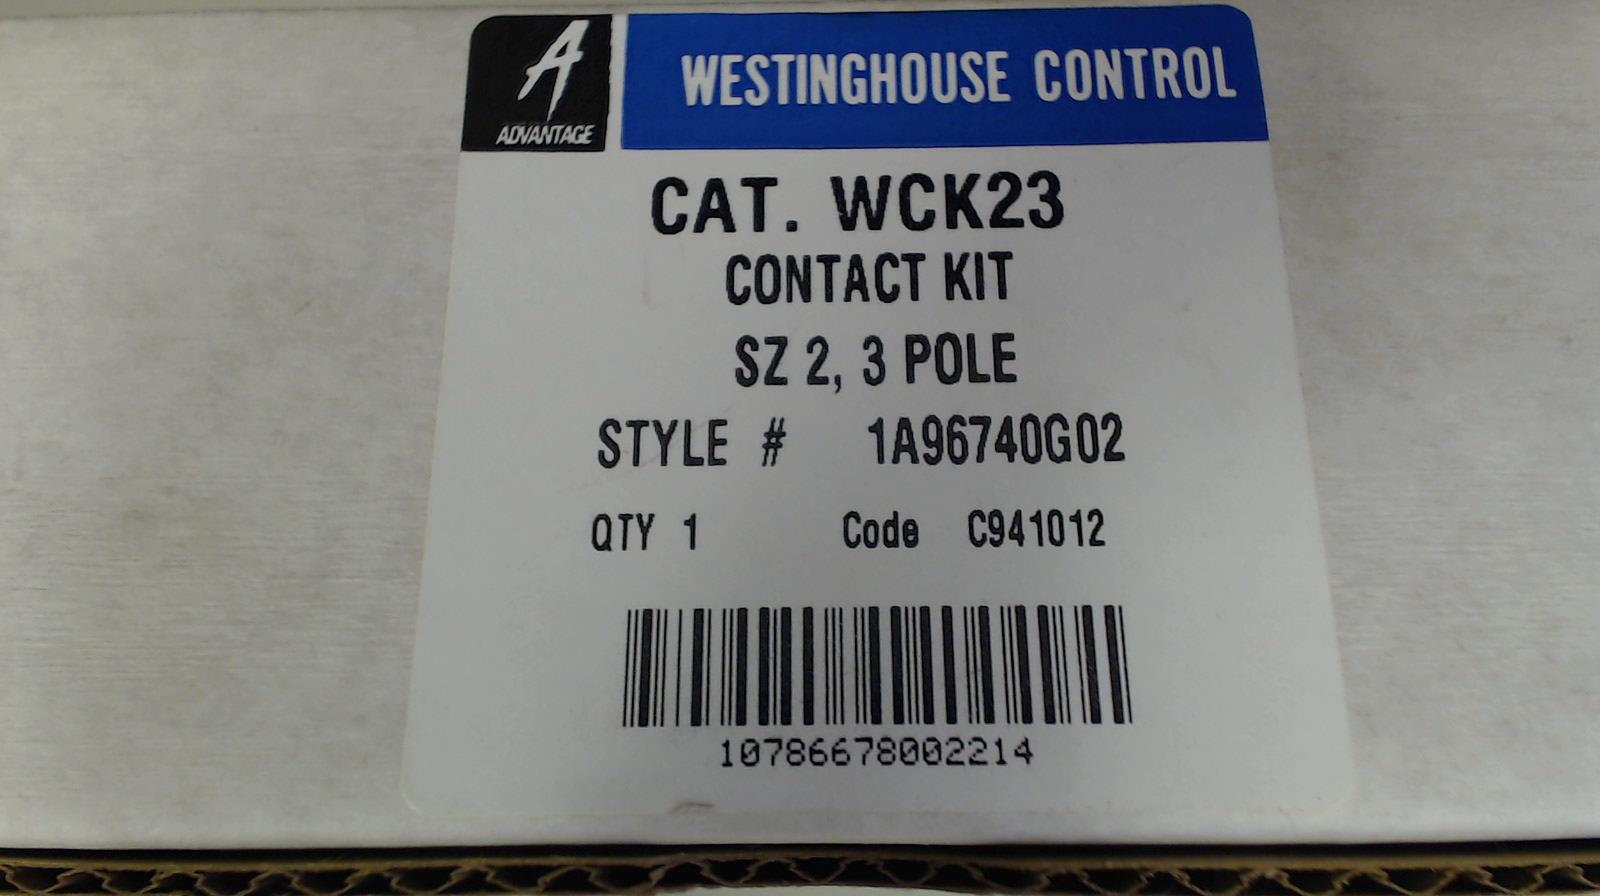 A
ADVANTAGE
WESTINGHOUSE CONTROL
CAT. WCK23
CONTACT KIT
SZ 2, 3 POLE
STYLE # 1A96740G02
QTY 1 Code C941012
10786678002214